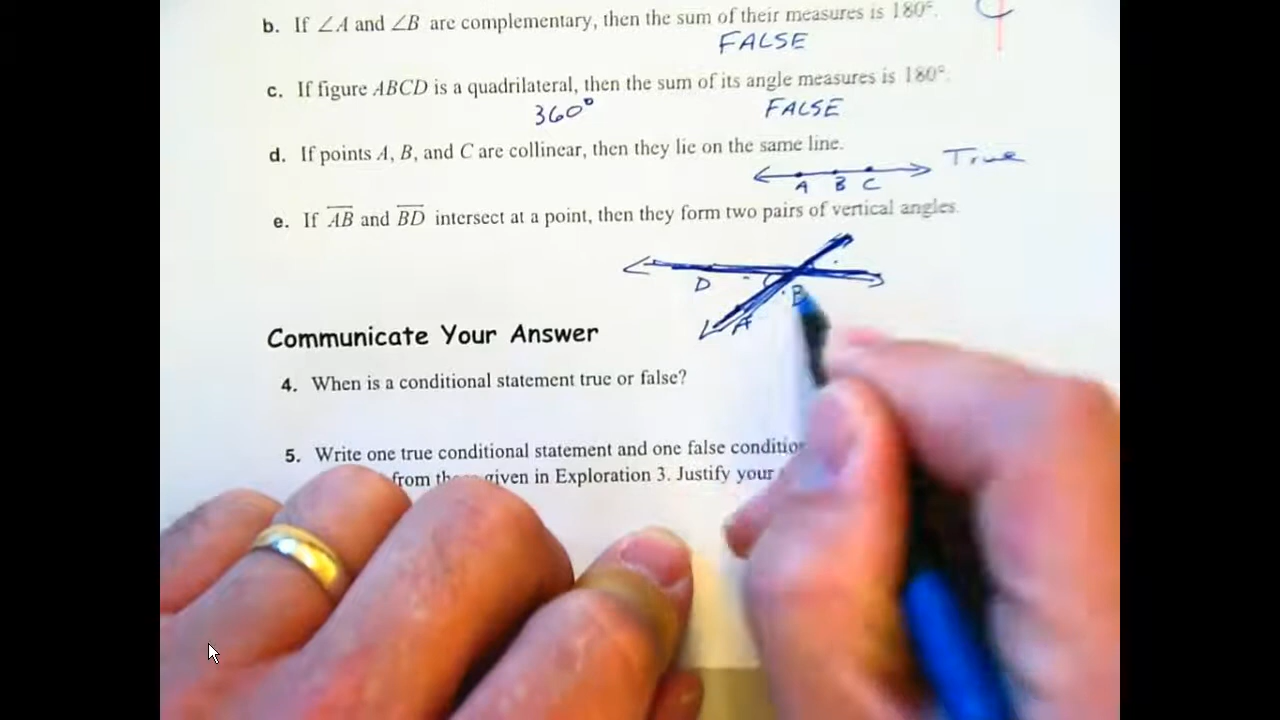 b. If ∠A and ∠B are complementary, then the sum of their measures is 180°.
FALSE
c. If figure ABCD is a quadrilateral, then the sum of its angle measures is 180°.
360° FALSE
d. If points A, B, and C are collinear, then they lie on the same line.
True
A B C
e. If A̅B̅ and B̅D̅ intersect at a point, then they form two pairs of vertical angles.
D B
A
Communicate Your Answer
4. When is a conditional statement true or false?
5. Write one true conditional statement and one false
from given in Exploration 3. Justify your